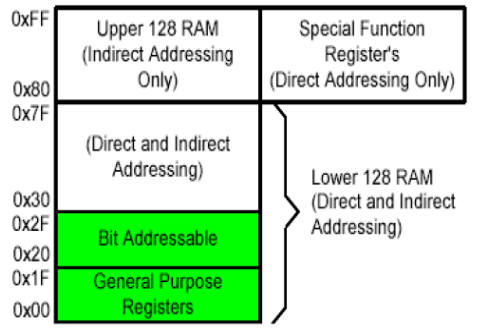 0xFF
Upper 128 RAM
(Indirect Addressing
Only)
0x80
Special Function
Register's
(Direct Addressing Only)
0x7F
(Direct and Indirect
Addressing)
0x30
0x2F
Bit Addressable
0x20
0x1F
General Purpose
Registers
0x00
Lower 128 RAM
(Direct and Indirect
Addressing)